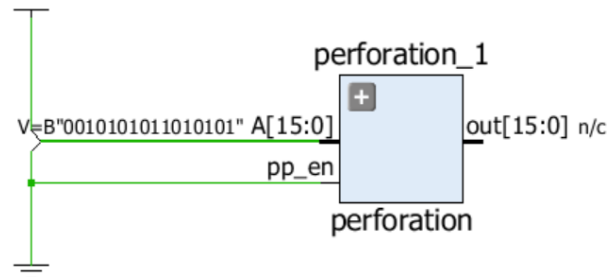 perforation_1
V=B"0010101011010101" A[15:0] out[15:0] n/c
pp_en
perforation